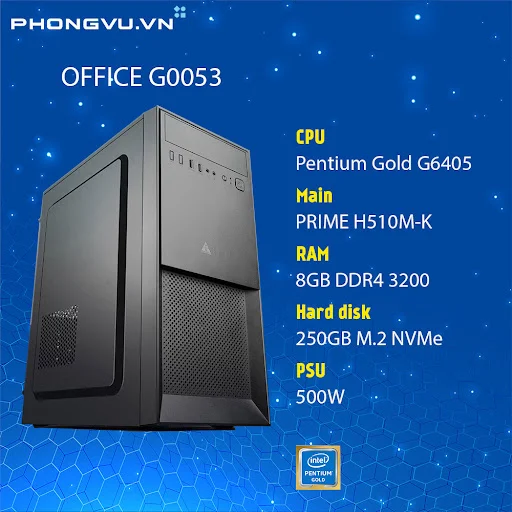 PHONGVU.VN
OFFICE G0053
CPU
Pentium Gold G6405
Main
PRIME H510M-K
RAM
8GB DDR4 3200
Hard disk
250GB M.2 NVMe
PSU
500W
intel
PENTIUM
GOLD